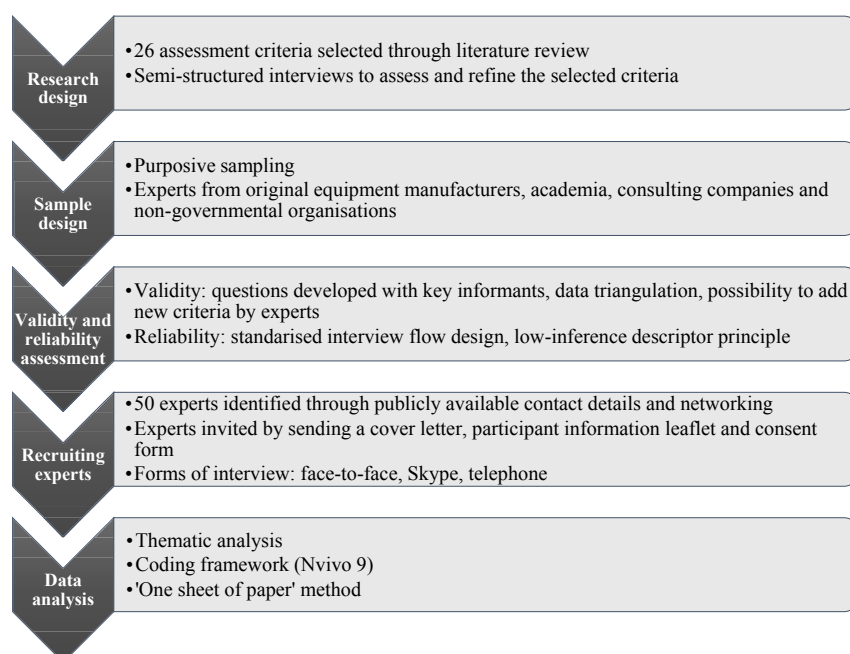 Research
design
•26 assessment criteria selected through literature review
•Semi-structured interviews to assess and refine the selected criteria
Sample
design
•Purposive sampling
•Experts from original equipment manufacturers, academia, consulting companies and
non-governmental organisations
Validity and
reliability
assessment
•Validity: questions developed with key informants, data triangulation, possibility to add
new criteria by experts
•Reliability: standarised interview flow design, low-inference descriptor principle
Recruiting
experts
•50 experts identified through publicly available contact details and networking
•Experts invited by sending a cover letter, participant information leaflet and consent
form
•Forms of interview: face-to-face, Skype, telephone
Data
analysis
•Thematic analysis
•Coding framework (Nvivo 9)
•'One sheet of paper' method